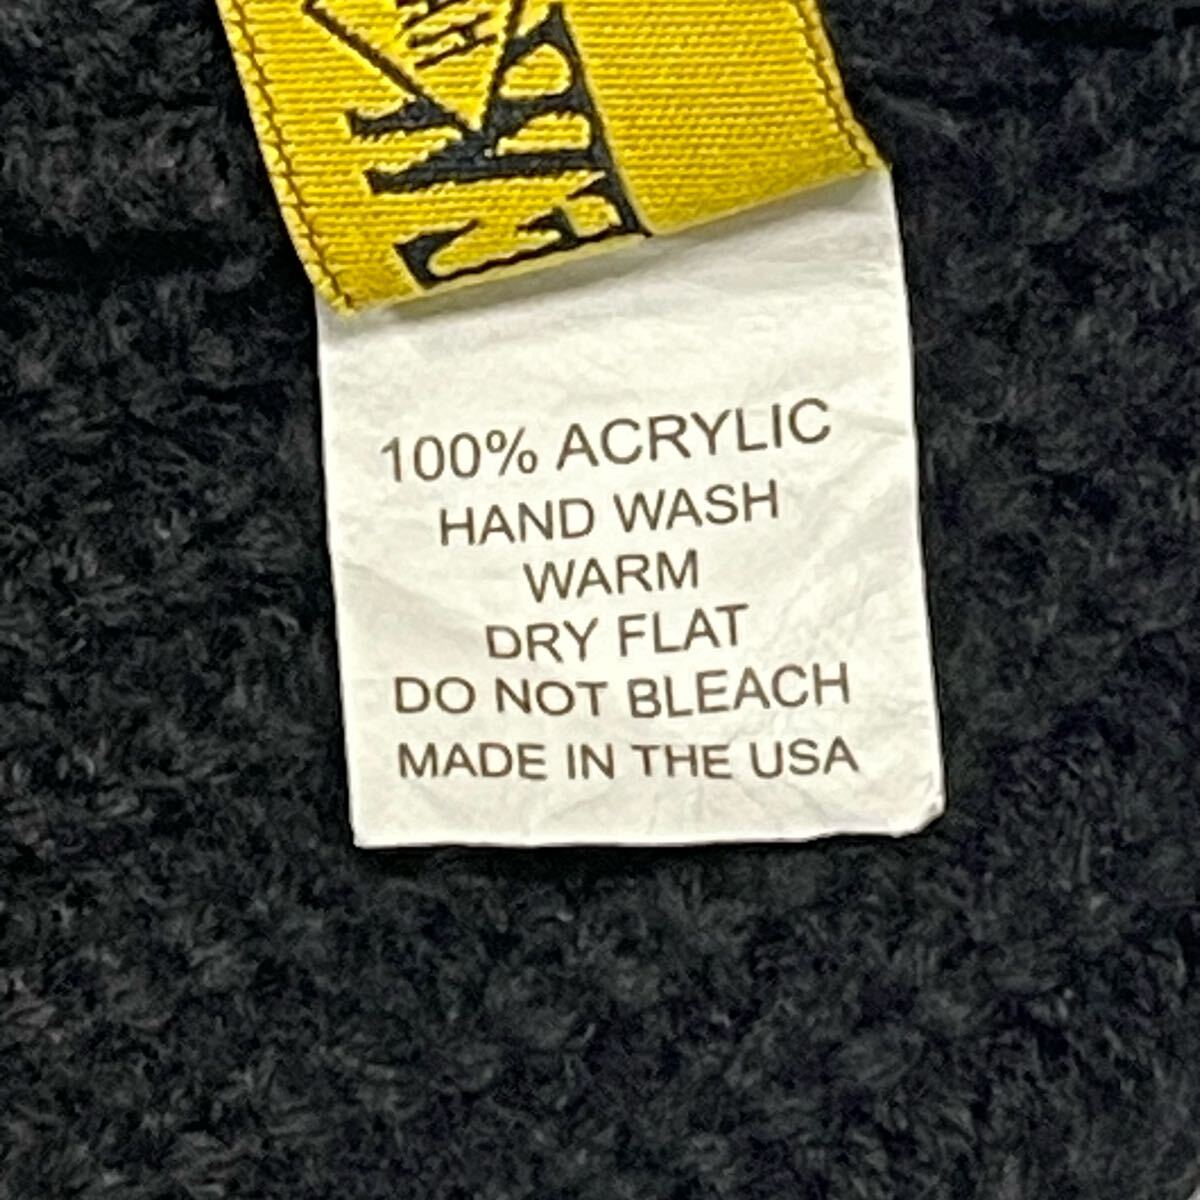 100% ACRYLIC
HAND WASH
WARM
DRY FLAT
DO NOT BLEACH
MADE IN THE USA